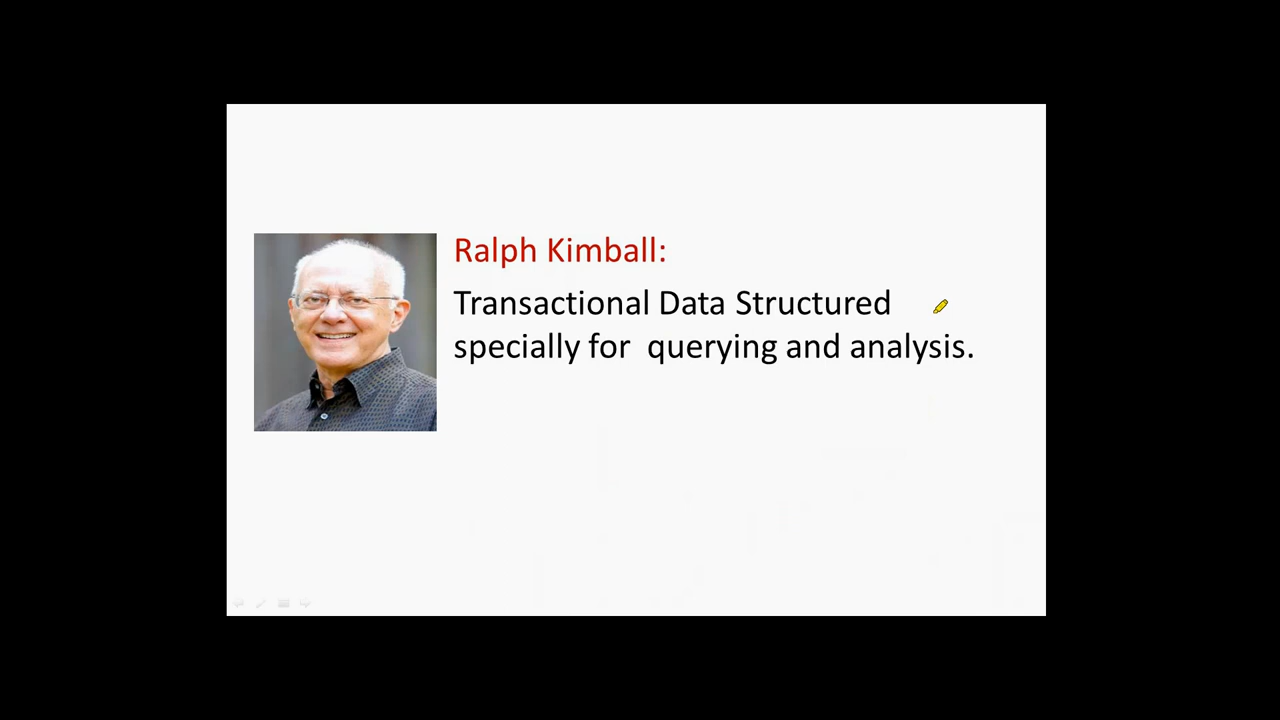 Ralph Kimball:
Transactional Data Structured
specially for  querying and analysis.